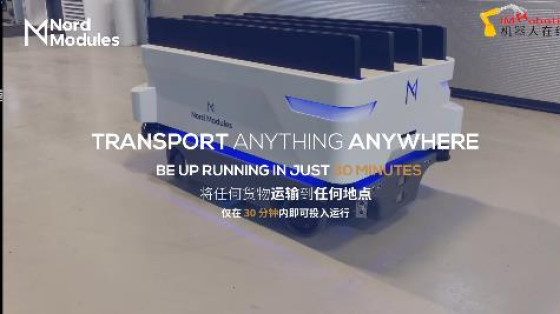 Nord
Modules
IMRobotic
机器人在线
Nord Modules
TRANSPORT ANYTHING ANYWHERE
BE UP RUNNING IN JUST 30 MINUTES
将任何货物运输到任何地点
仅在 30 分钟内即可投入运行